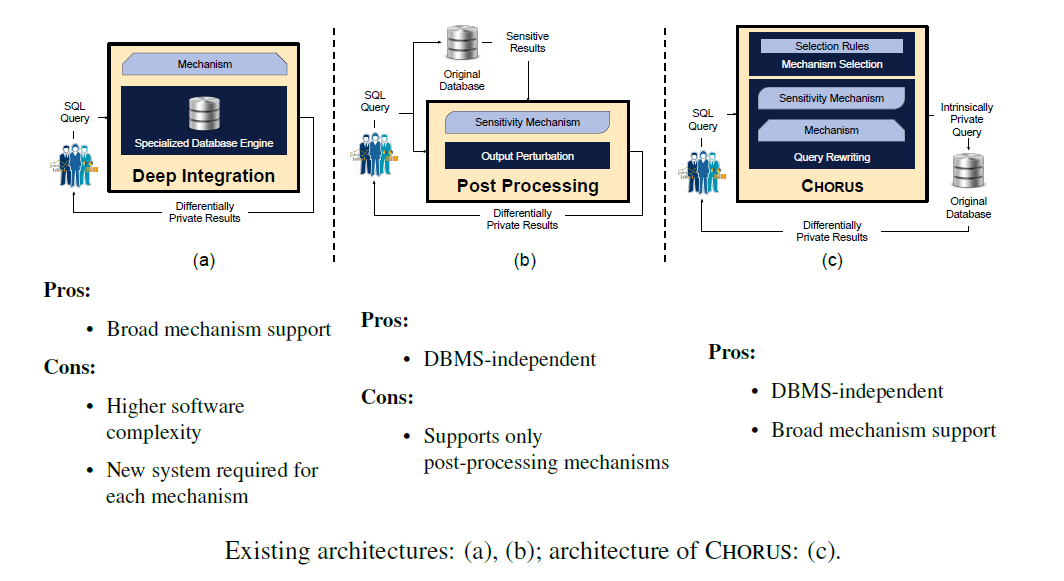 Mechanism
SQL
Query
Specialized Database Engine
Deep Integration
Differentially
Private Results
(a)
Pros:
• Broad mechanism support
Cons:
• Higher software
complexity
• New system required for
each mechanism
Sensitive
Results
Original
Database
SQL
Query
Sensitivity Mechanism
Output Perturbation
Post Processing
Differentially
Private Results
(b)
Pros:
• DBMS-independent
Cons:
• Supports only
post-processing mechanisms
Selection Rules
Mechanism Selection
SQL
Query
Sensitivity Mechanism
Mechanism
Query Rewriting
CHORUS
Intrinsically
Private
Query
Original
Database
Differentially
Private Results
(c)
Pros:
• DBMS-independent
• Broad mechanism support
Existing architectures: (a), (b); architecture of CHORUS: (c).